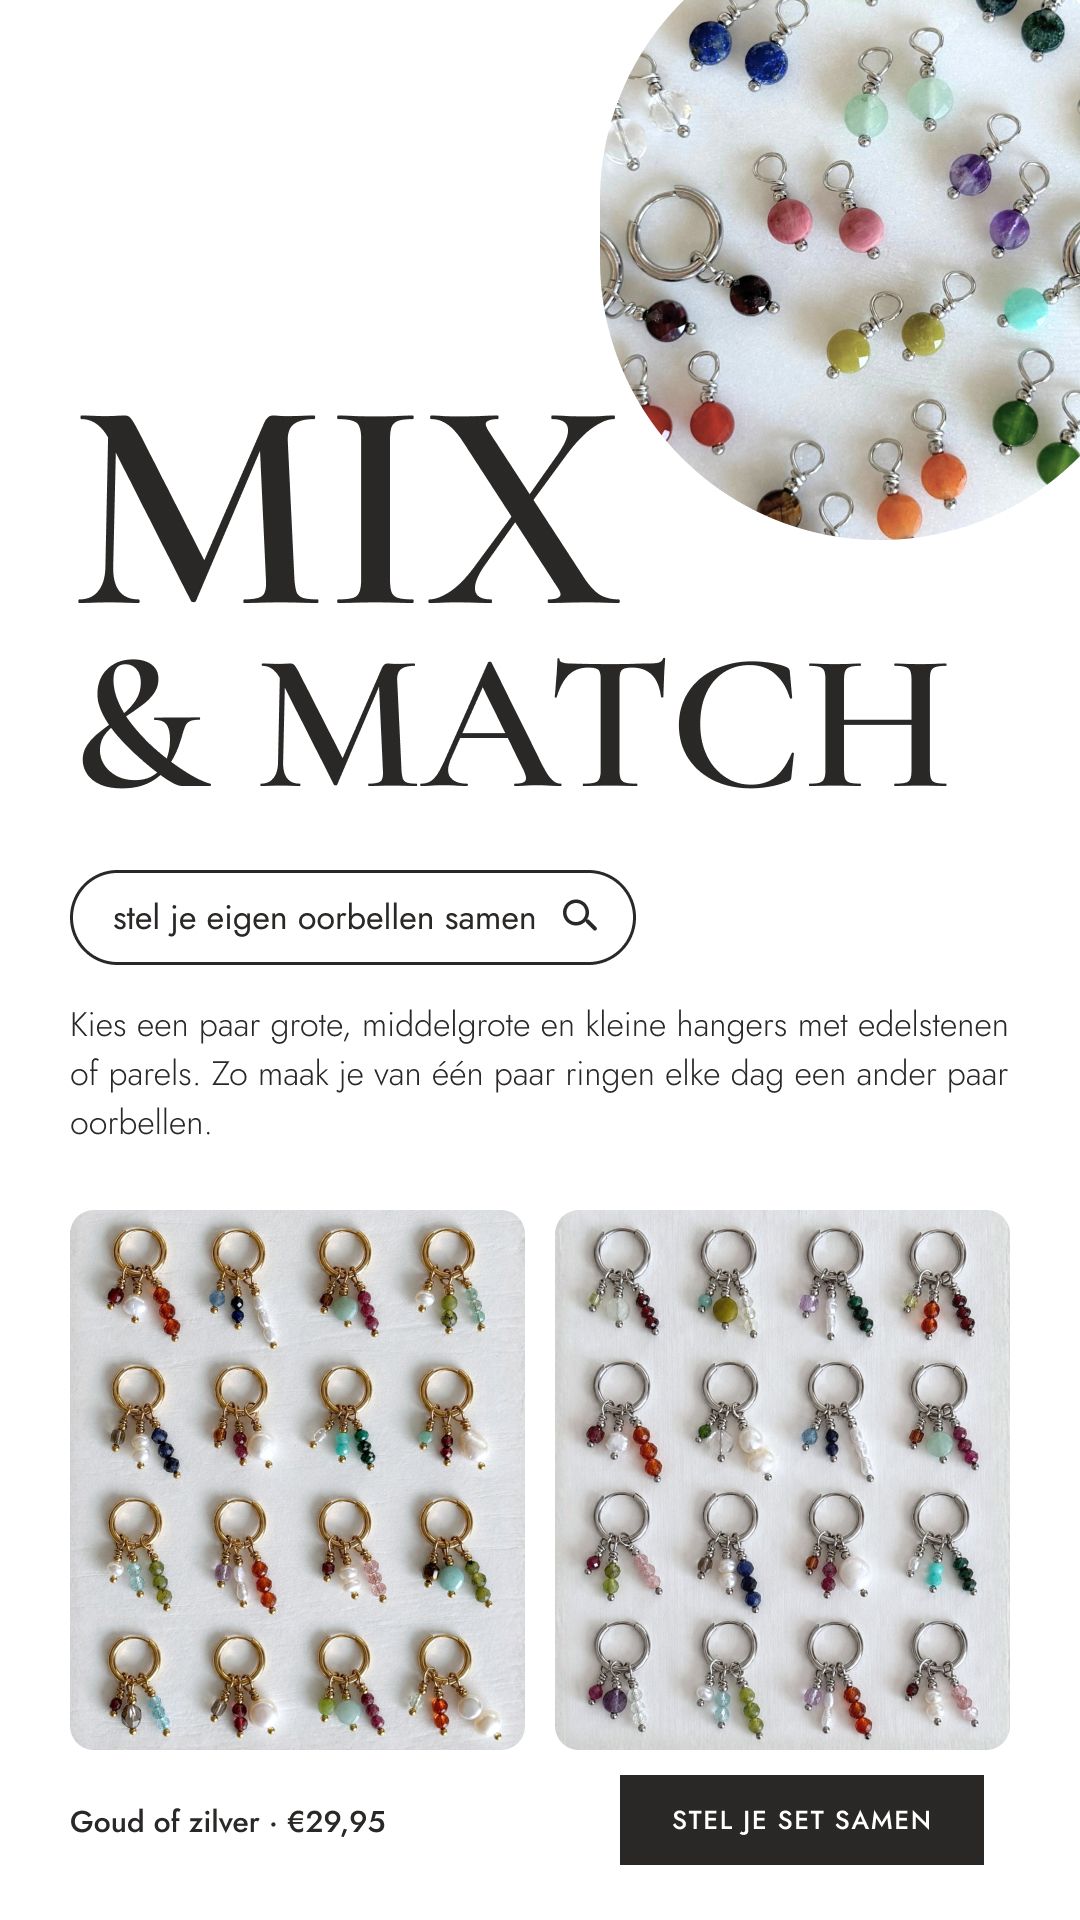 MIX
& MATCH
stel je eigen oorbellen samen
Kies een paar grote, middelgrote en kleine hangers met edelstenen
of parels. Zo maak je van één paar ringen elke dag een ander paar
oorbellen.
Goud of zilver · €29,95
STEL JE SET SAMEN